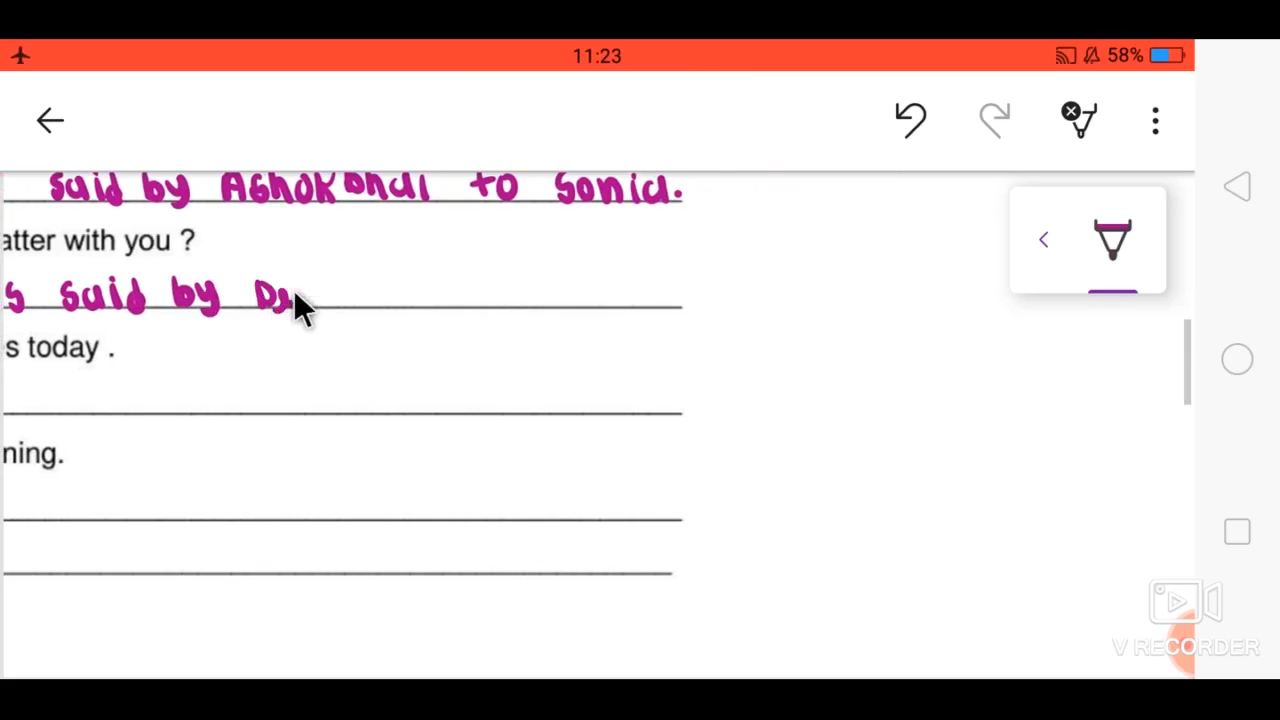 11:23
58%
said by Ashokbhai to Sonia.
atter with you ?
s said by
s today .
ning.
V RECORDER